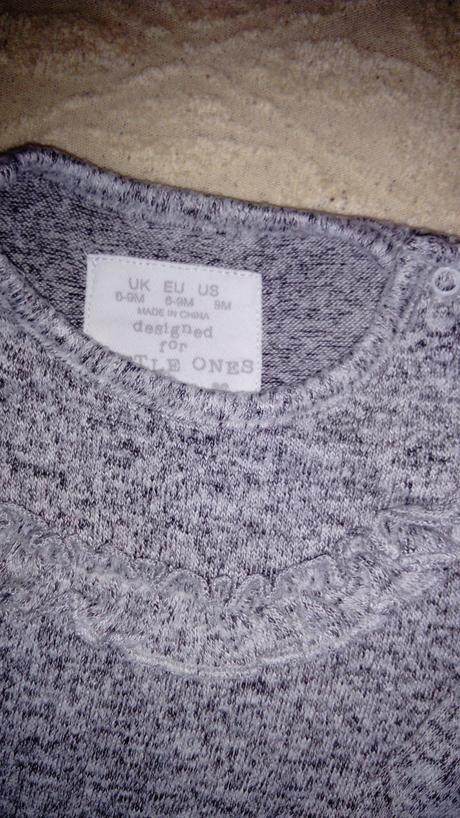 UK EU US
6-9M 6-9M 9M
MADE IN CHINA
designed
for
TLE ONES